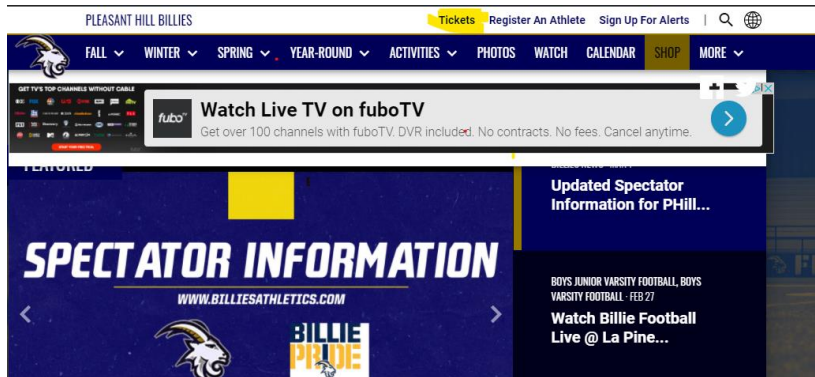 PLEASANT HILL BILLIES
Tickets Register An Athlete Sign Up For Alerts |
FALL WINTER SPRING YEAR-ROUND ACTIVITIES PHOTOS WATCH CALENDAR SHOP MORE
GET TV'S TOP CHANNELS WITHOUT CABLE
fubo
Watch Live TV on fuboTV
Get over 100 channels with fuboTV. DVR included. No contracts. No fees. Cancel anytime.
FEATURED
Updated Spectator
Information for PHill...
SPECTATOR INFORMATION
WWW.BILLIESATHLETICS.COM
BILLIE
PRIDE
BOYS JUNIOR VARSITY FOOTBALL, BOYS
VARSITY FOOTBALL · FEB 27
Watch Billie Football
Live @ La Pine...